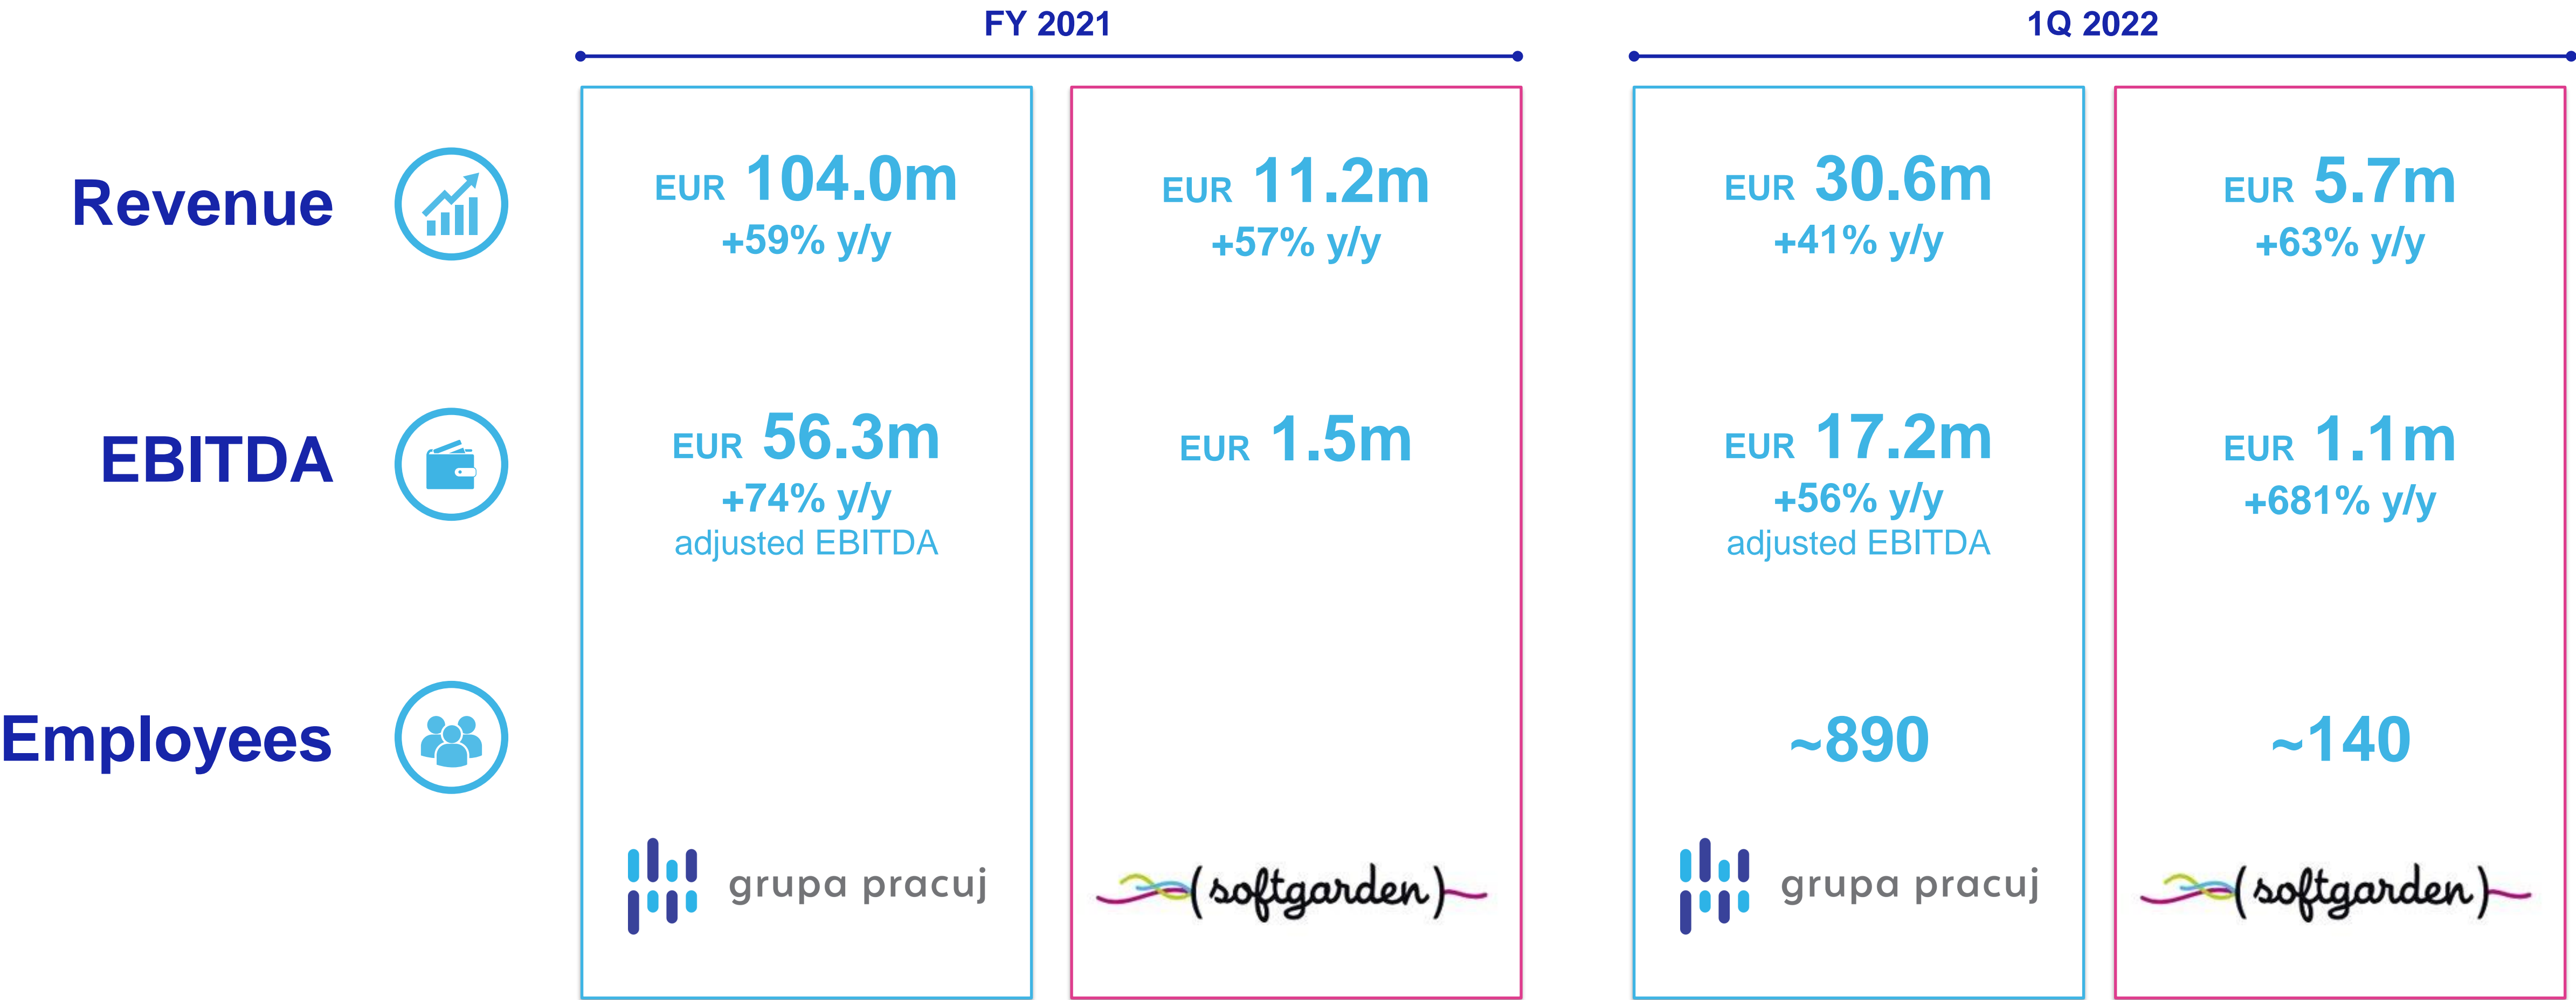 FY 2021
1Q 2022
Revenue
EUR 104.0m
+59% y/y
EUR 11.2m
+57% y/y
EUR 30.6m
+41% y/y
EUR 5.7m
+63% y/y
EBITDA
EUR 56.3m
+74% y/y
adjusted EBITDA
EUR 1.5m
EUR 17.2m
+56% y/y
adjusted EBITDA
EUR 1.1m
+681% y/y
Employees
~890
~140
grupa pracuj
(softgarden)
grupa pracuj
(softgarden)